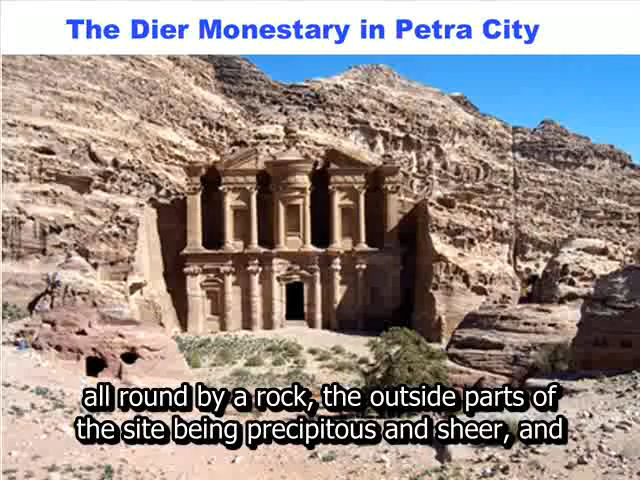 The Dier Monestary in Petra City
all round by a rock, the outside parts of
the site being precipitous and sheer, and